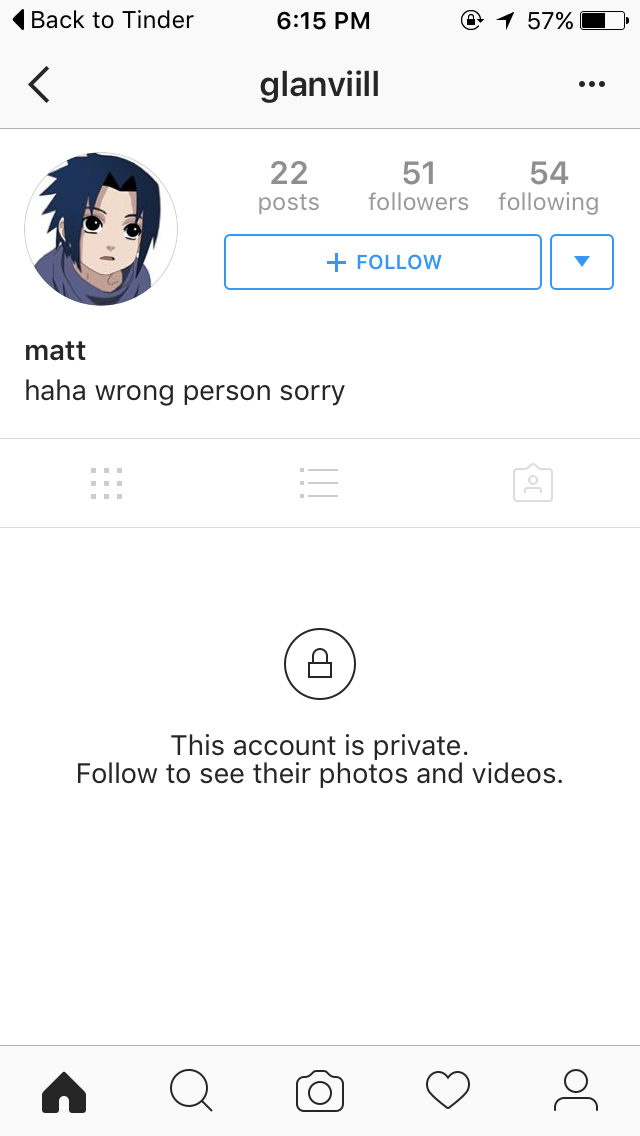 Back to Tinder 6:15 PM 57%
glanviill
22 51 54
posts followers following
+ FOLLOW
matt
haha wrong person sorry
This account is private.
Follow to see their photos and videos.